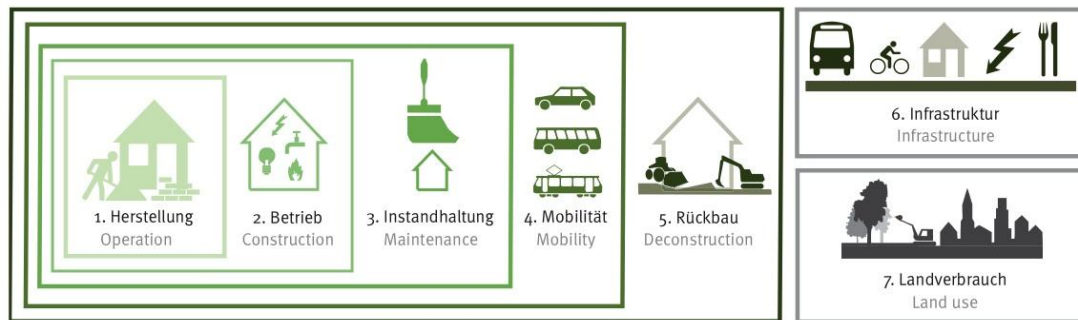 1. Herstellung
Operation
2. Betrieb
Construction
3. Instandhaltung
Maintenance
4. Mobilität
Mobility
5. Rückbau
Deconstruction
6. Infrastruktur
Infrastructure
7. Landverbrauch
Land use